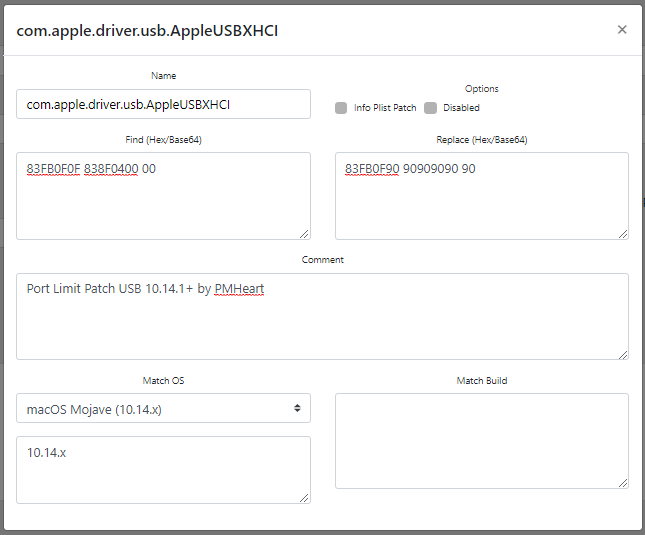 com.apple.driver.usb.AppleUSBXHCI ×
Name
Options
com.apple.driver.usb.AppleUSBXHCI
Info Plist Patch Disabled
Find (Hex/Base64) Replace (Hex/Base64)
83FB0F0F 838F0400 00 83FB0F90 90909090 90
Comment
Port Limit Patch USB 10.14.1+ by PMHeart
Match OS Match Build
macOS Mojave (10.14.x)
10.14.x